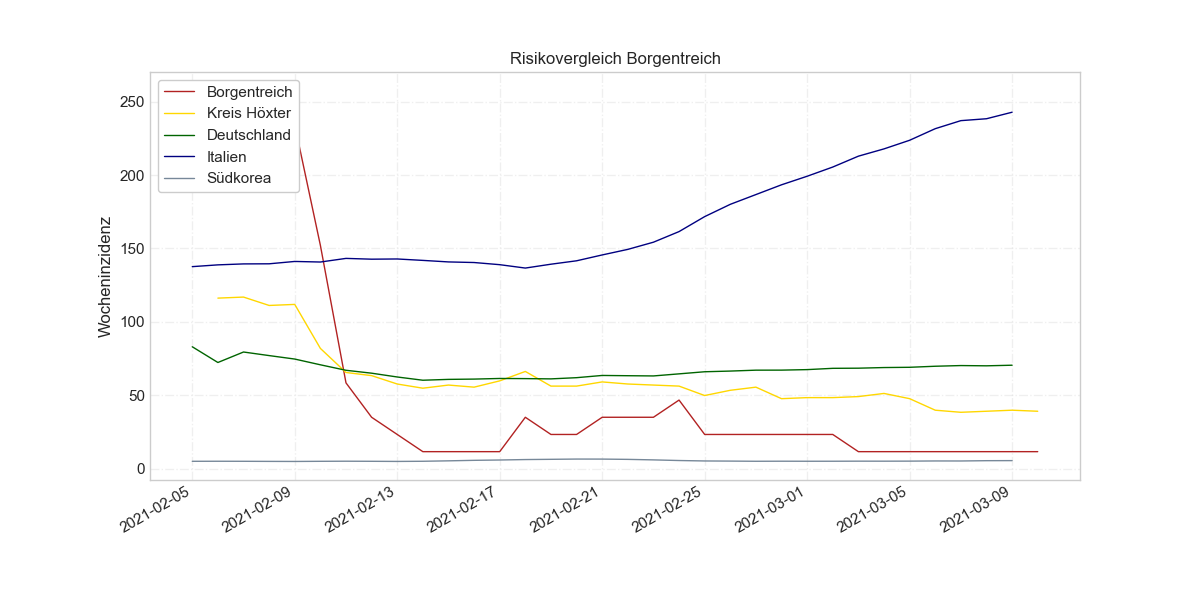 Risikovergleich Borgentreich
Borgentreich
Kreis Höxter
Deutschland
Italien
Südkorea
Wocheninzidenz
250
200
150
100
50
0
2021-02-05
2021-02-09
2021-02-13
2021-02-17
2021-02-21
2021-02-25
2021-03-01
2021-03-05
2021-03-09